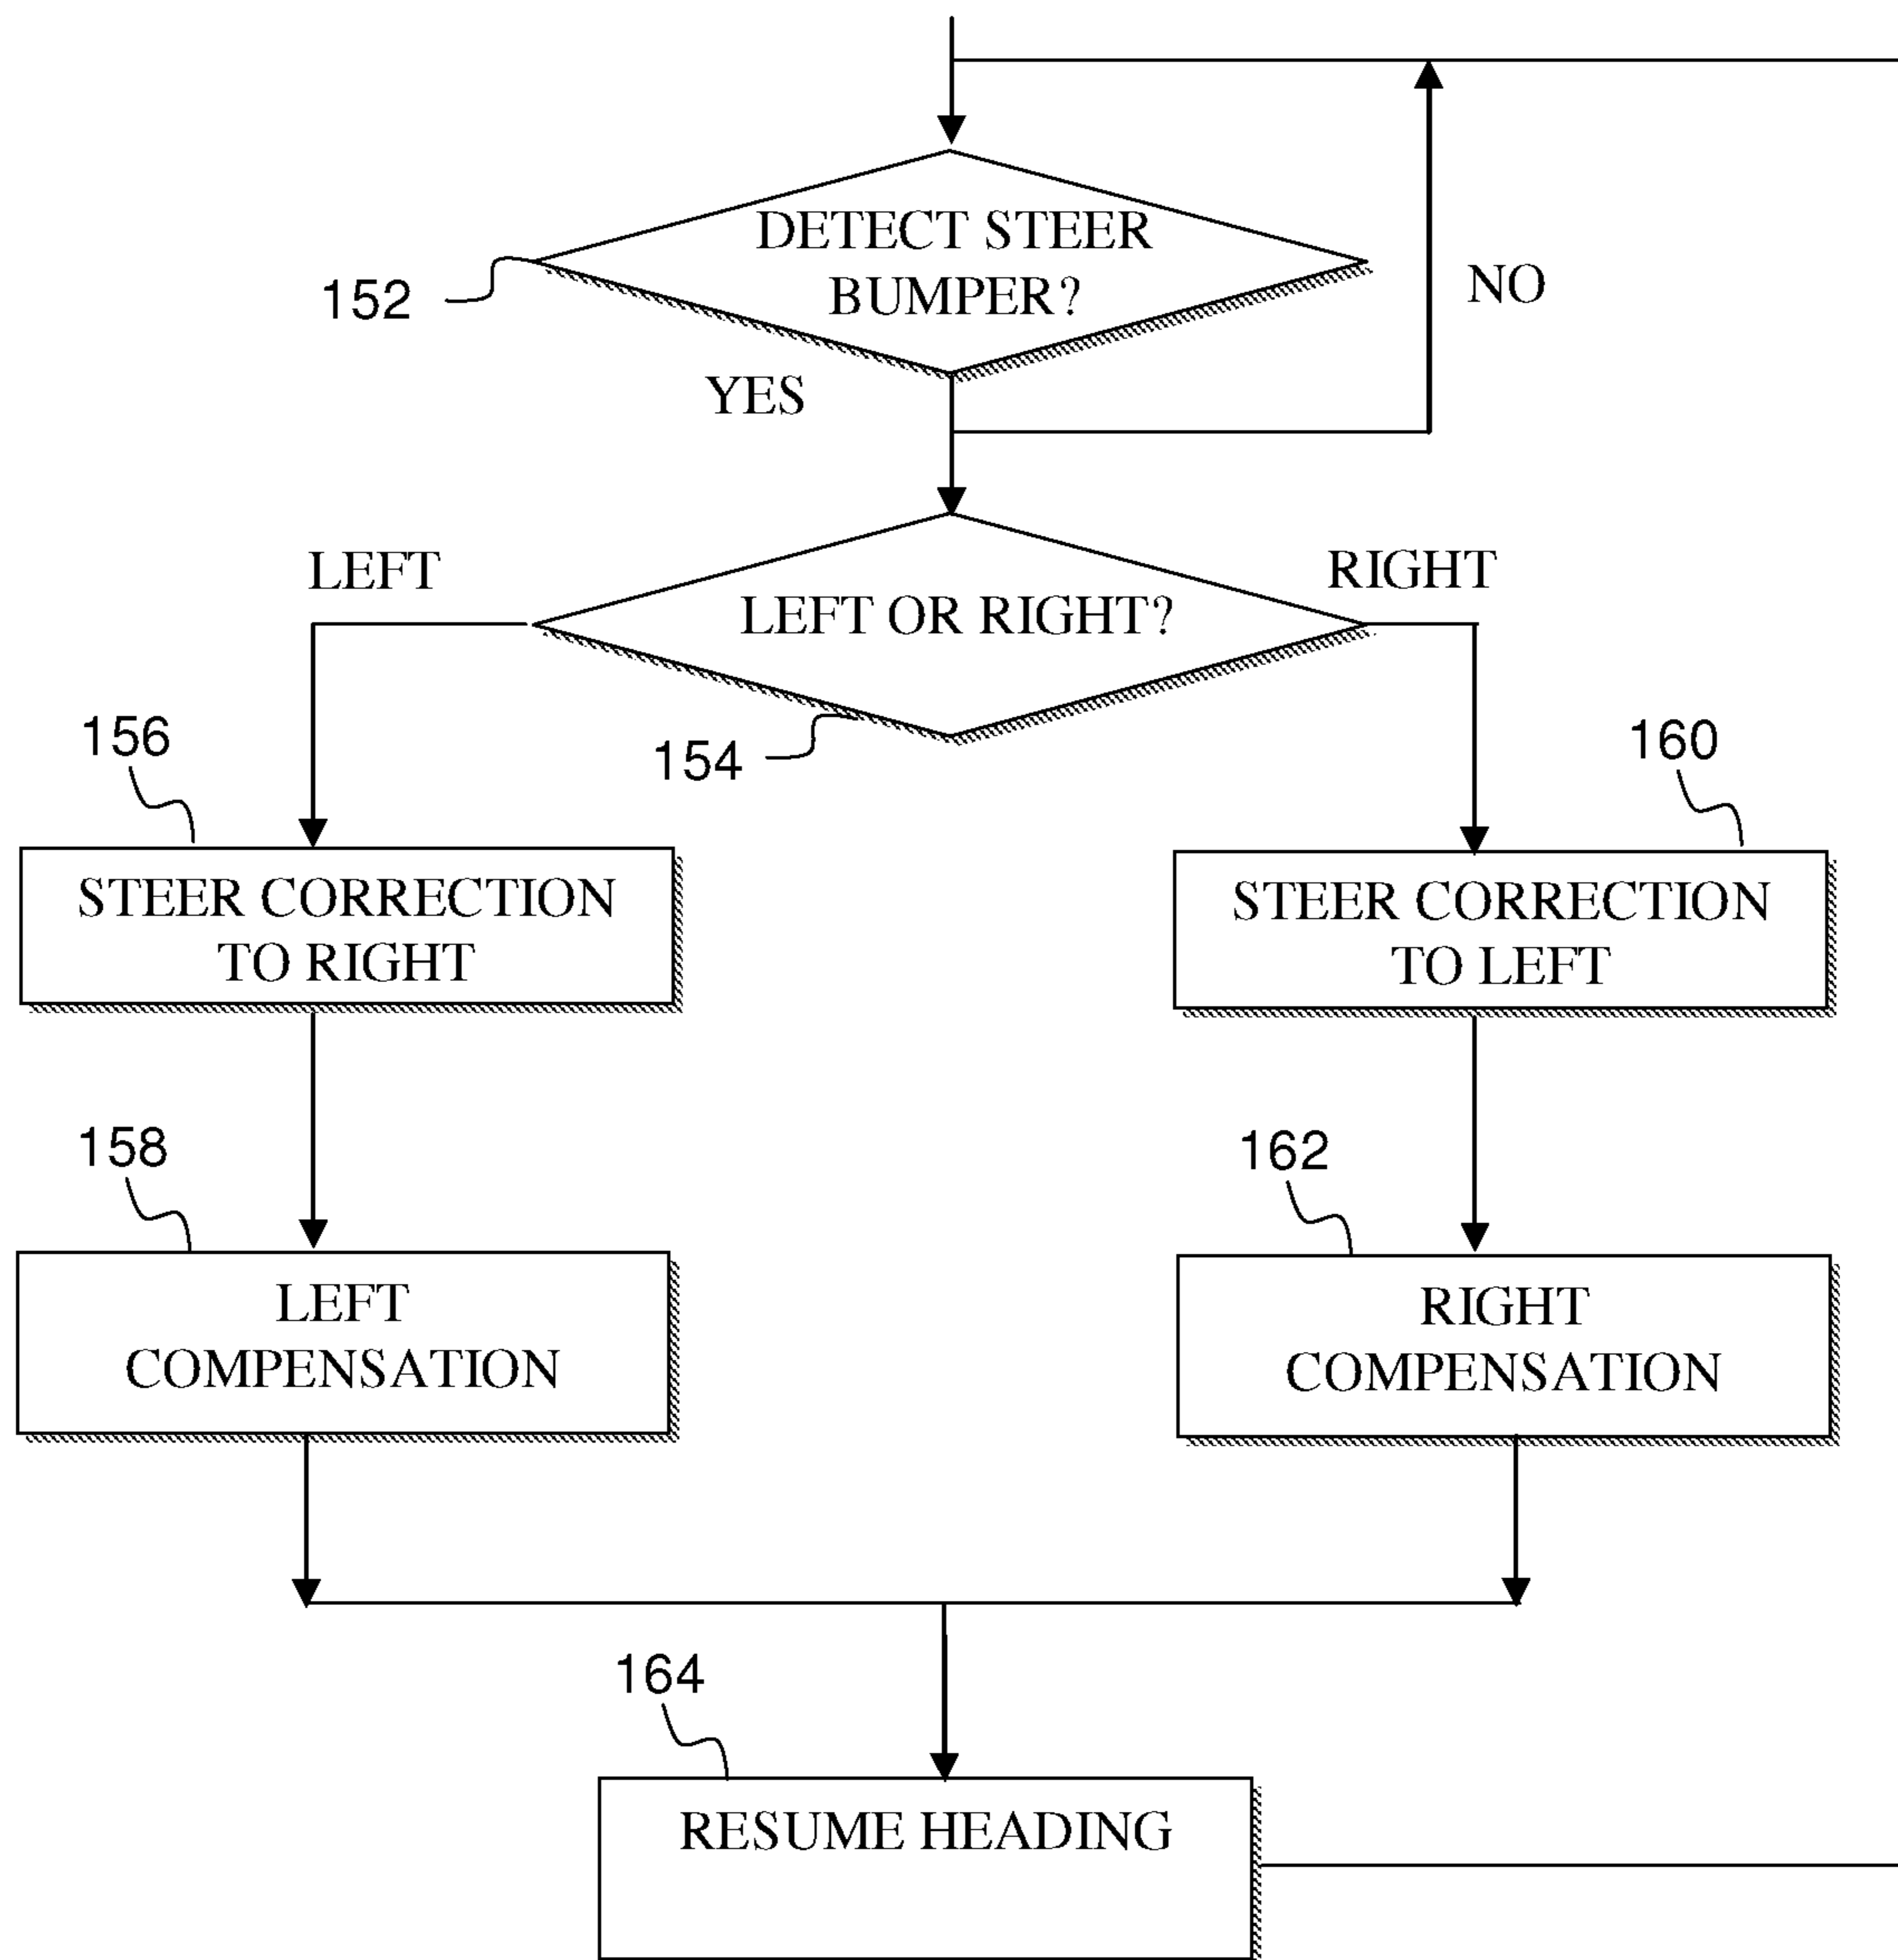 DETECT STEER
BUMPER?
152
NO
YES
LEFT
RIGHT
LEFT OR RIGHT?
154
156
160
STEER CORRECTION
TO RIGHT
STEER CORRECTION
TO LEFT
158
162
LEFT
COMPENSATION
RIGHT
COMPENSATION
164
RESUME HEADING